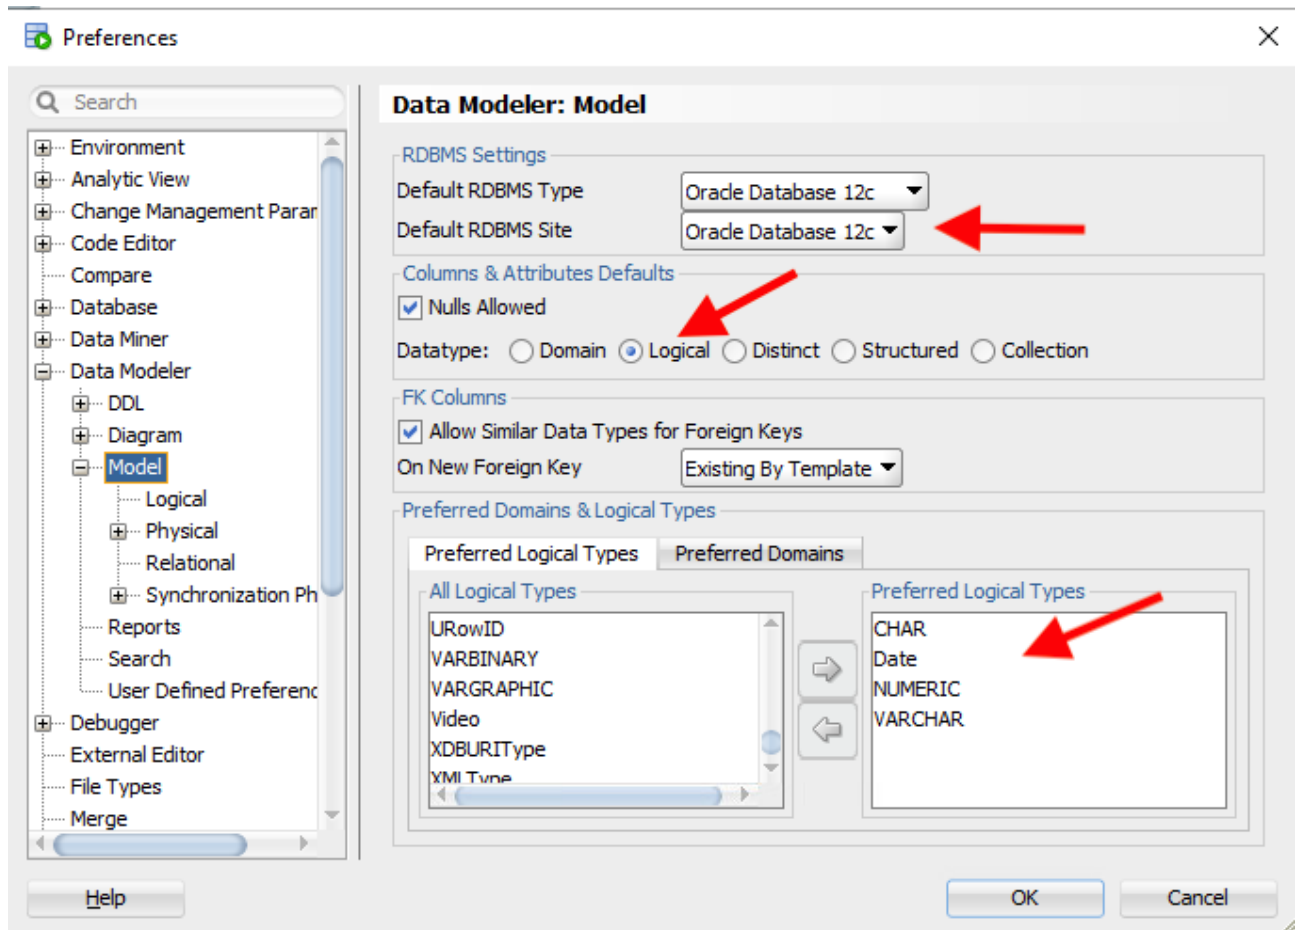 Preferences
Search
Environment
Analytic View
Change Management Paran
Code Editor
Compare
Database
Data Miner
Data Modeler
DDL
Diagram
Model
Logical
Physical
Relational
Synchronization Ph
Reports
Search
User Defined Preferenc
Debugger
External Editor
File Types
Merge
Data Modeler: Model
RDBMS Settings
Default RDBMS Type Oracle Database 12c
Default RDBMS Site Oracle Database 12c
Columns & Attributes Defaults
Nulls Allowed
Datatype: Domain Logical Distinct Structured Collection
FK Columns
Allow Similar Data Types for Foreign Keys
On New Foreign Key Existing By Template
Preferred Domains & Logical Types
Preferred Logical Types Preferred Domains
All Logical Types
URowID
VARBINARY
VARGRAPHIC
Video
XDBURIType
XMLType
Preferred Logical Types
CHAR
Date
NUMERIC
VARCHAR
Help OK Cancel